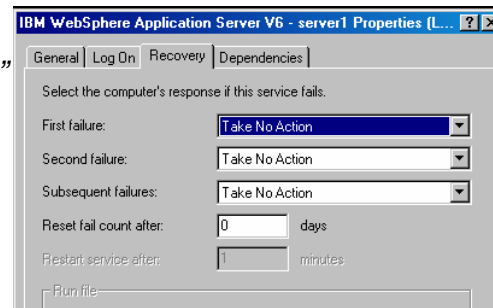 IBM WebSphere Application Server V6 - server1 Properties (L...
General Log On Recovery Dependencies
”
Select the computer's response if this service fails.
First failure: Take No Action
Second failure: Take No Action
Subsequent failures: Take No Action
Reset fail count after: 0 days
Restart service after: 1 minutes
Run file